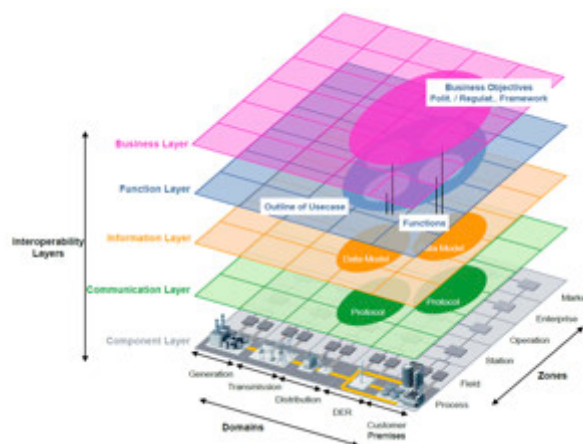 Business Objectives
Polit. / Regulat.. Framework
Business Layer
Function Layer
Outline of Usecase
Functions
Interoperability
Layers
Information Layer
Data Model
Data Model
Communication Layer
Protocol
Protocol
Component Layer
Market
Enterprise
Operation
Station
Field
Process
Zones
Generation
Transmission
Distribution
DER
Customer
Premises
Domains